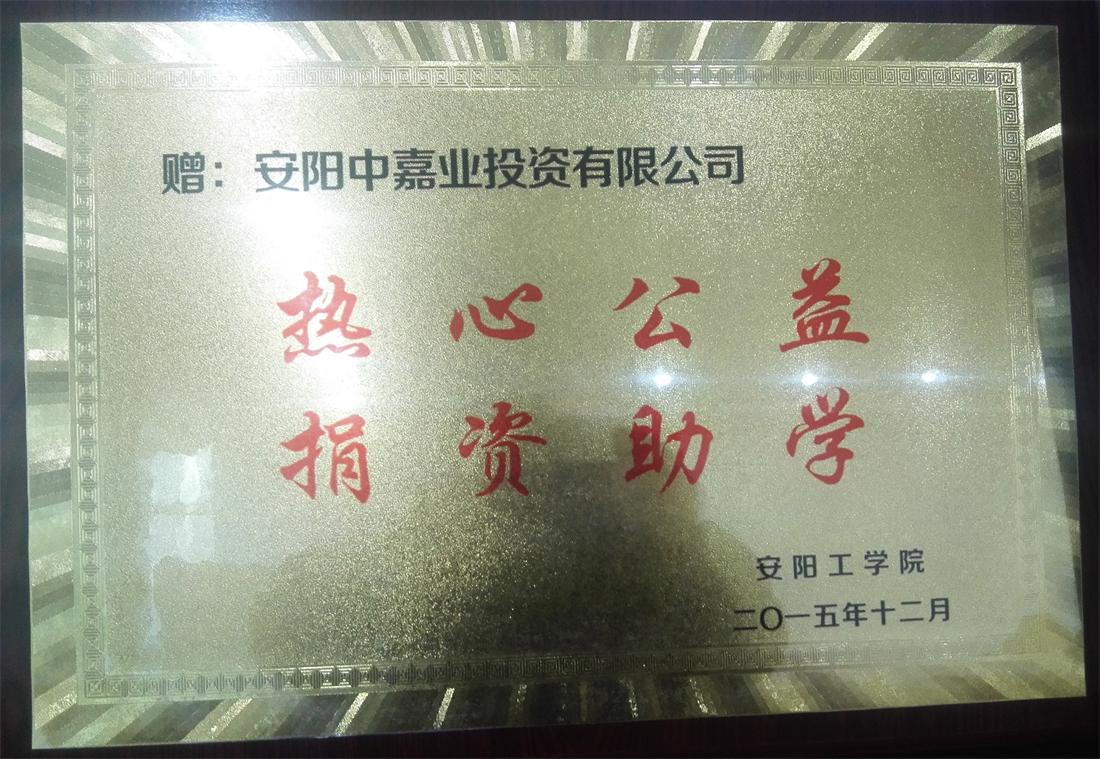 赠：安阳中嘉业投资有限公司
热心公益
捐资助学
安阳工学院
二〇一五年十二月